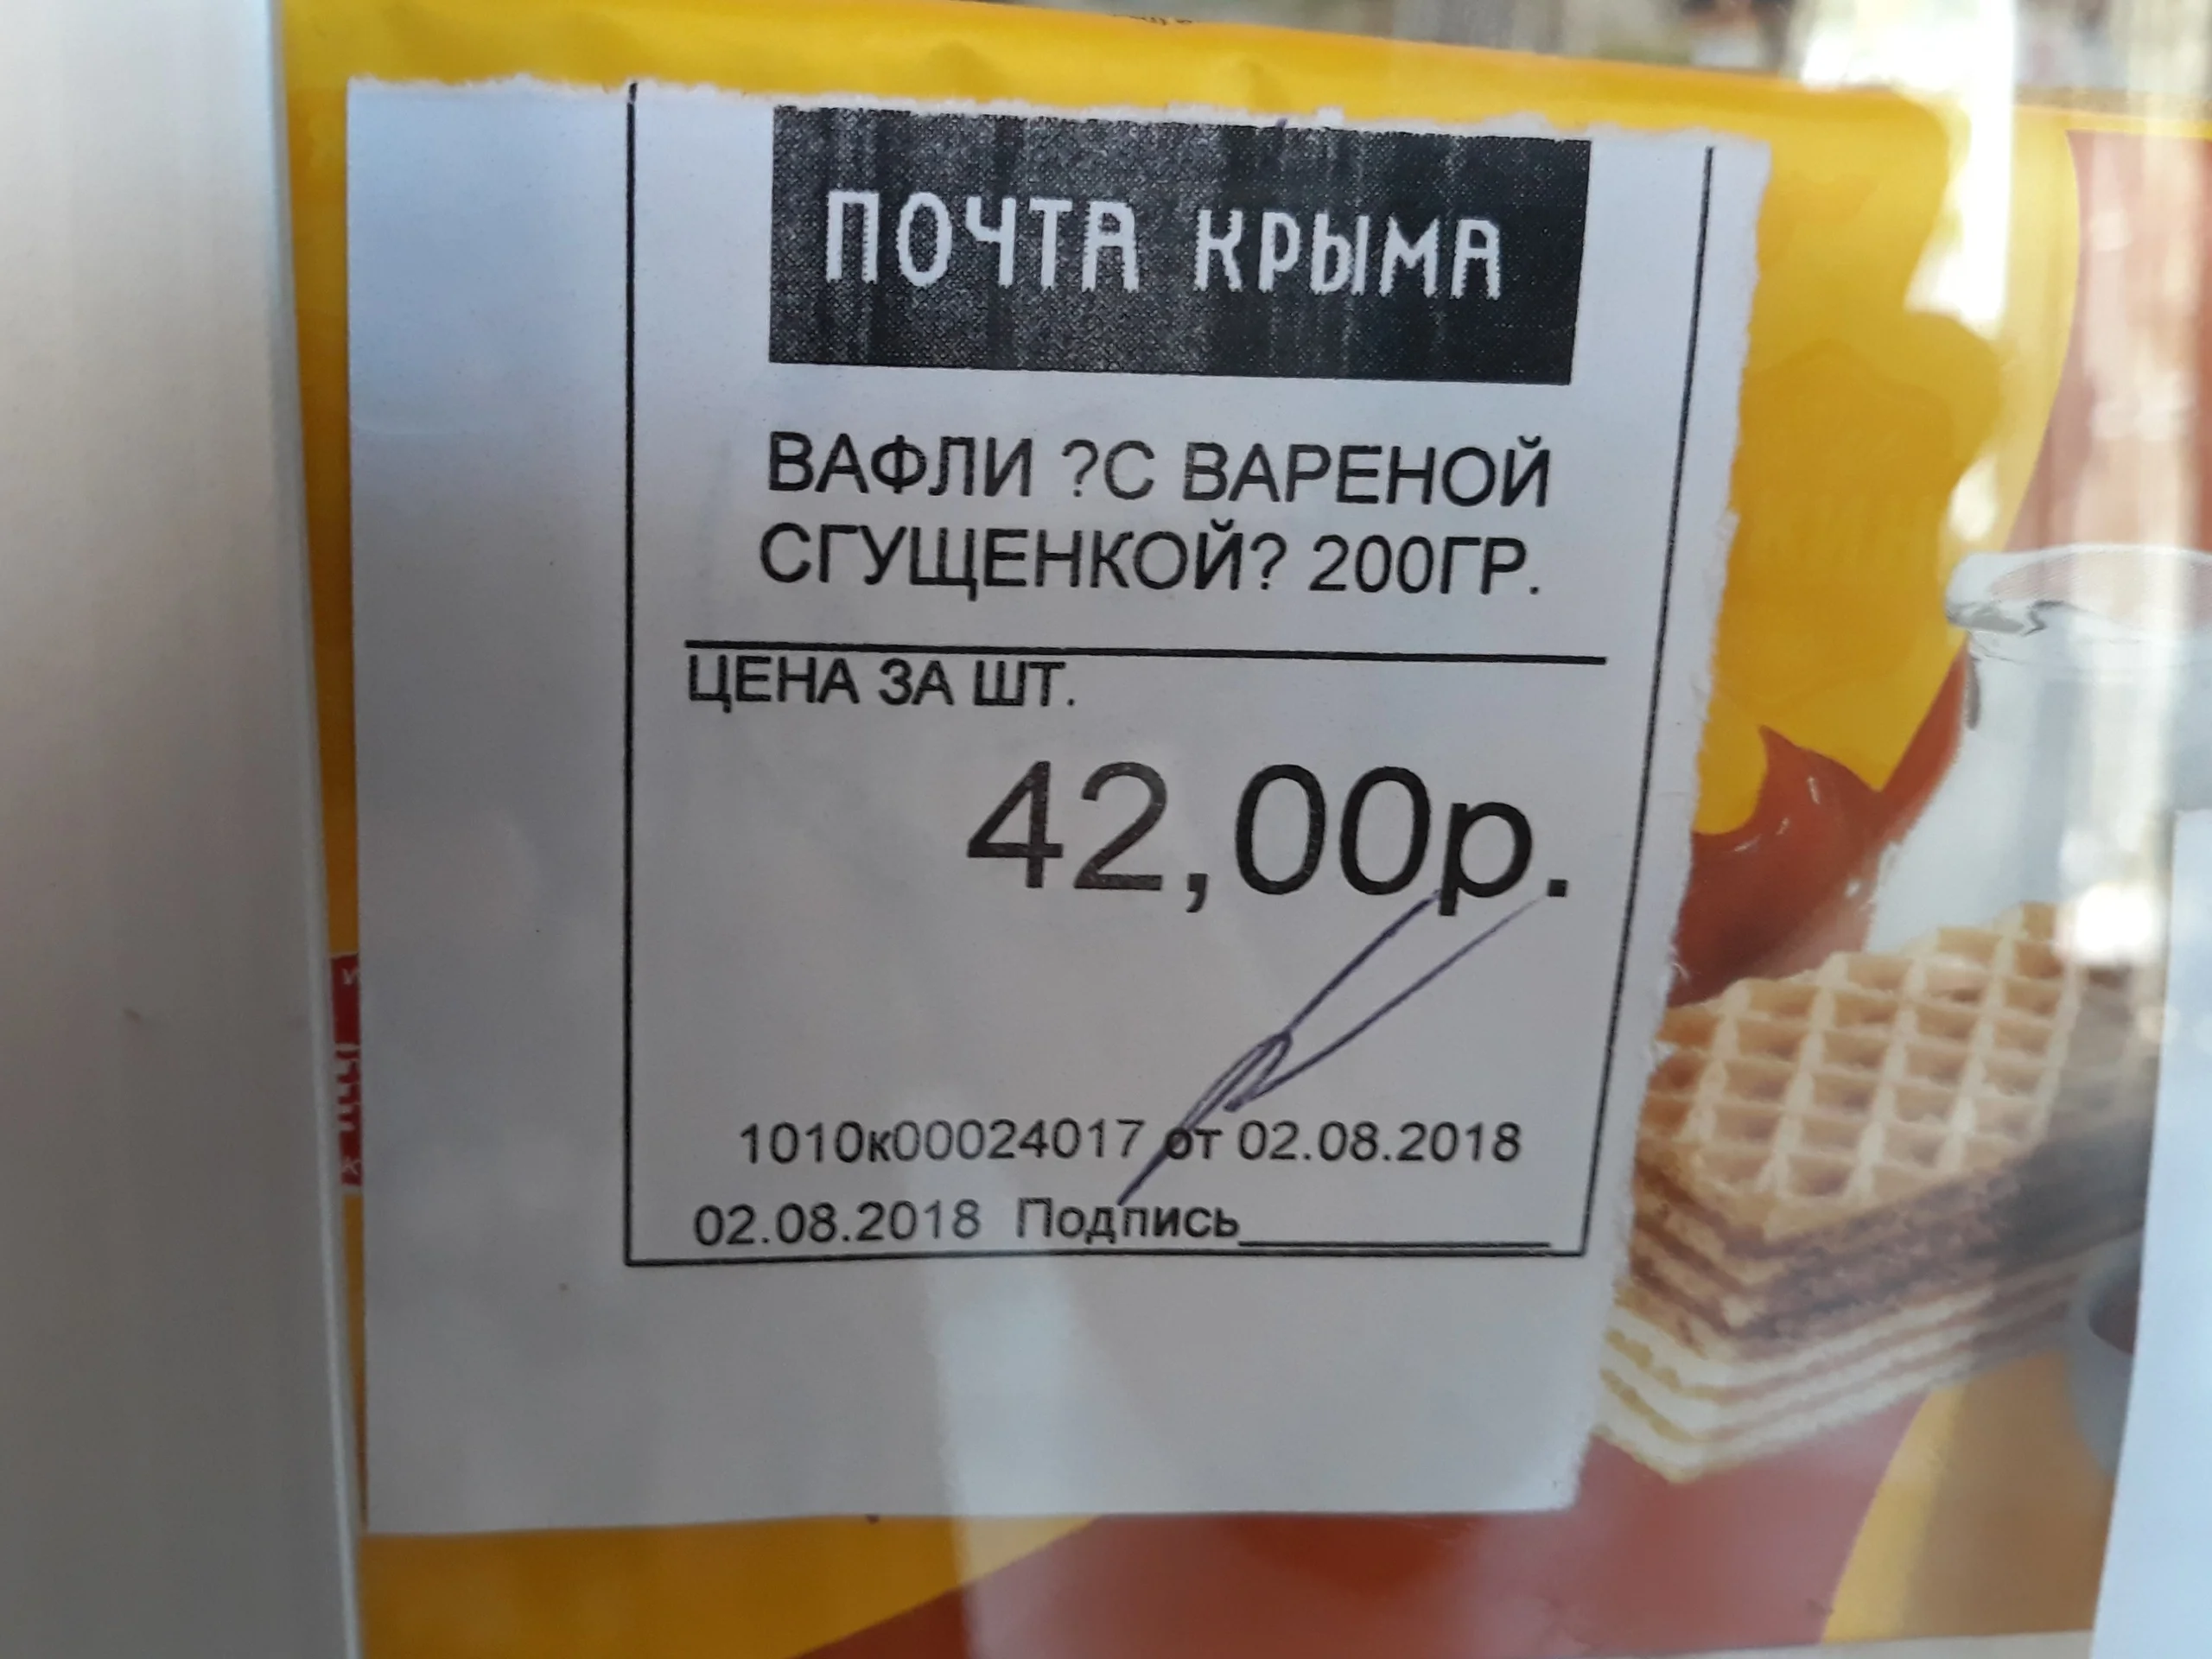 ПОЧТА КРЫМА
ВАФЛИ ?С ВАРЕНОЙ
СГУЩЕНКОЙ? 200ГР.
ЦЕНА ЗА ШТ.
42,00р.
1010к00024017 от 02.08.2018
02.08.2018 Подпись